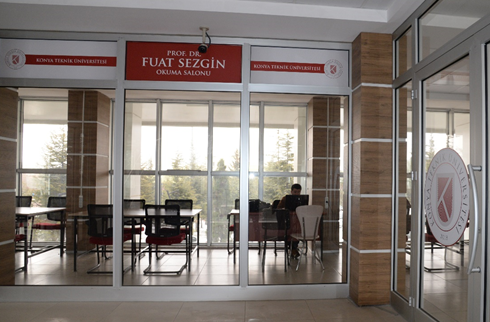 KONYA TEKNİK ÜNİVERSİTESİ
PROF. DR.
FUAT SEZGİN
OKUMA SALONU
KONYA TEKNİK ÜNİVERSİTESİ